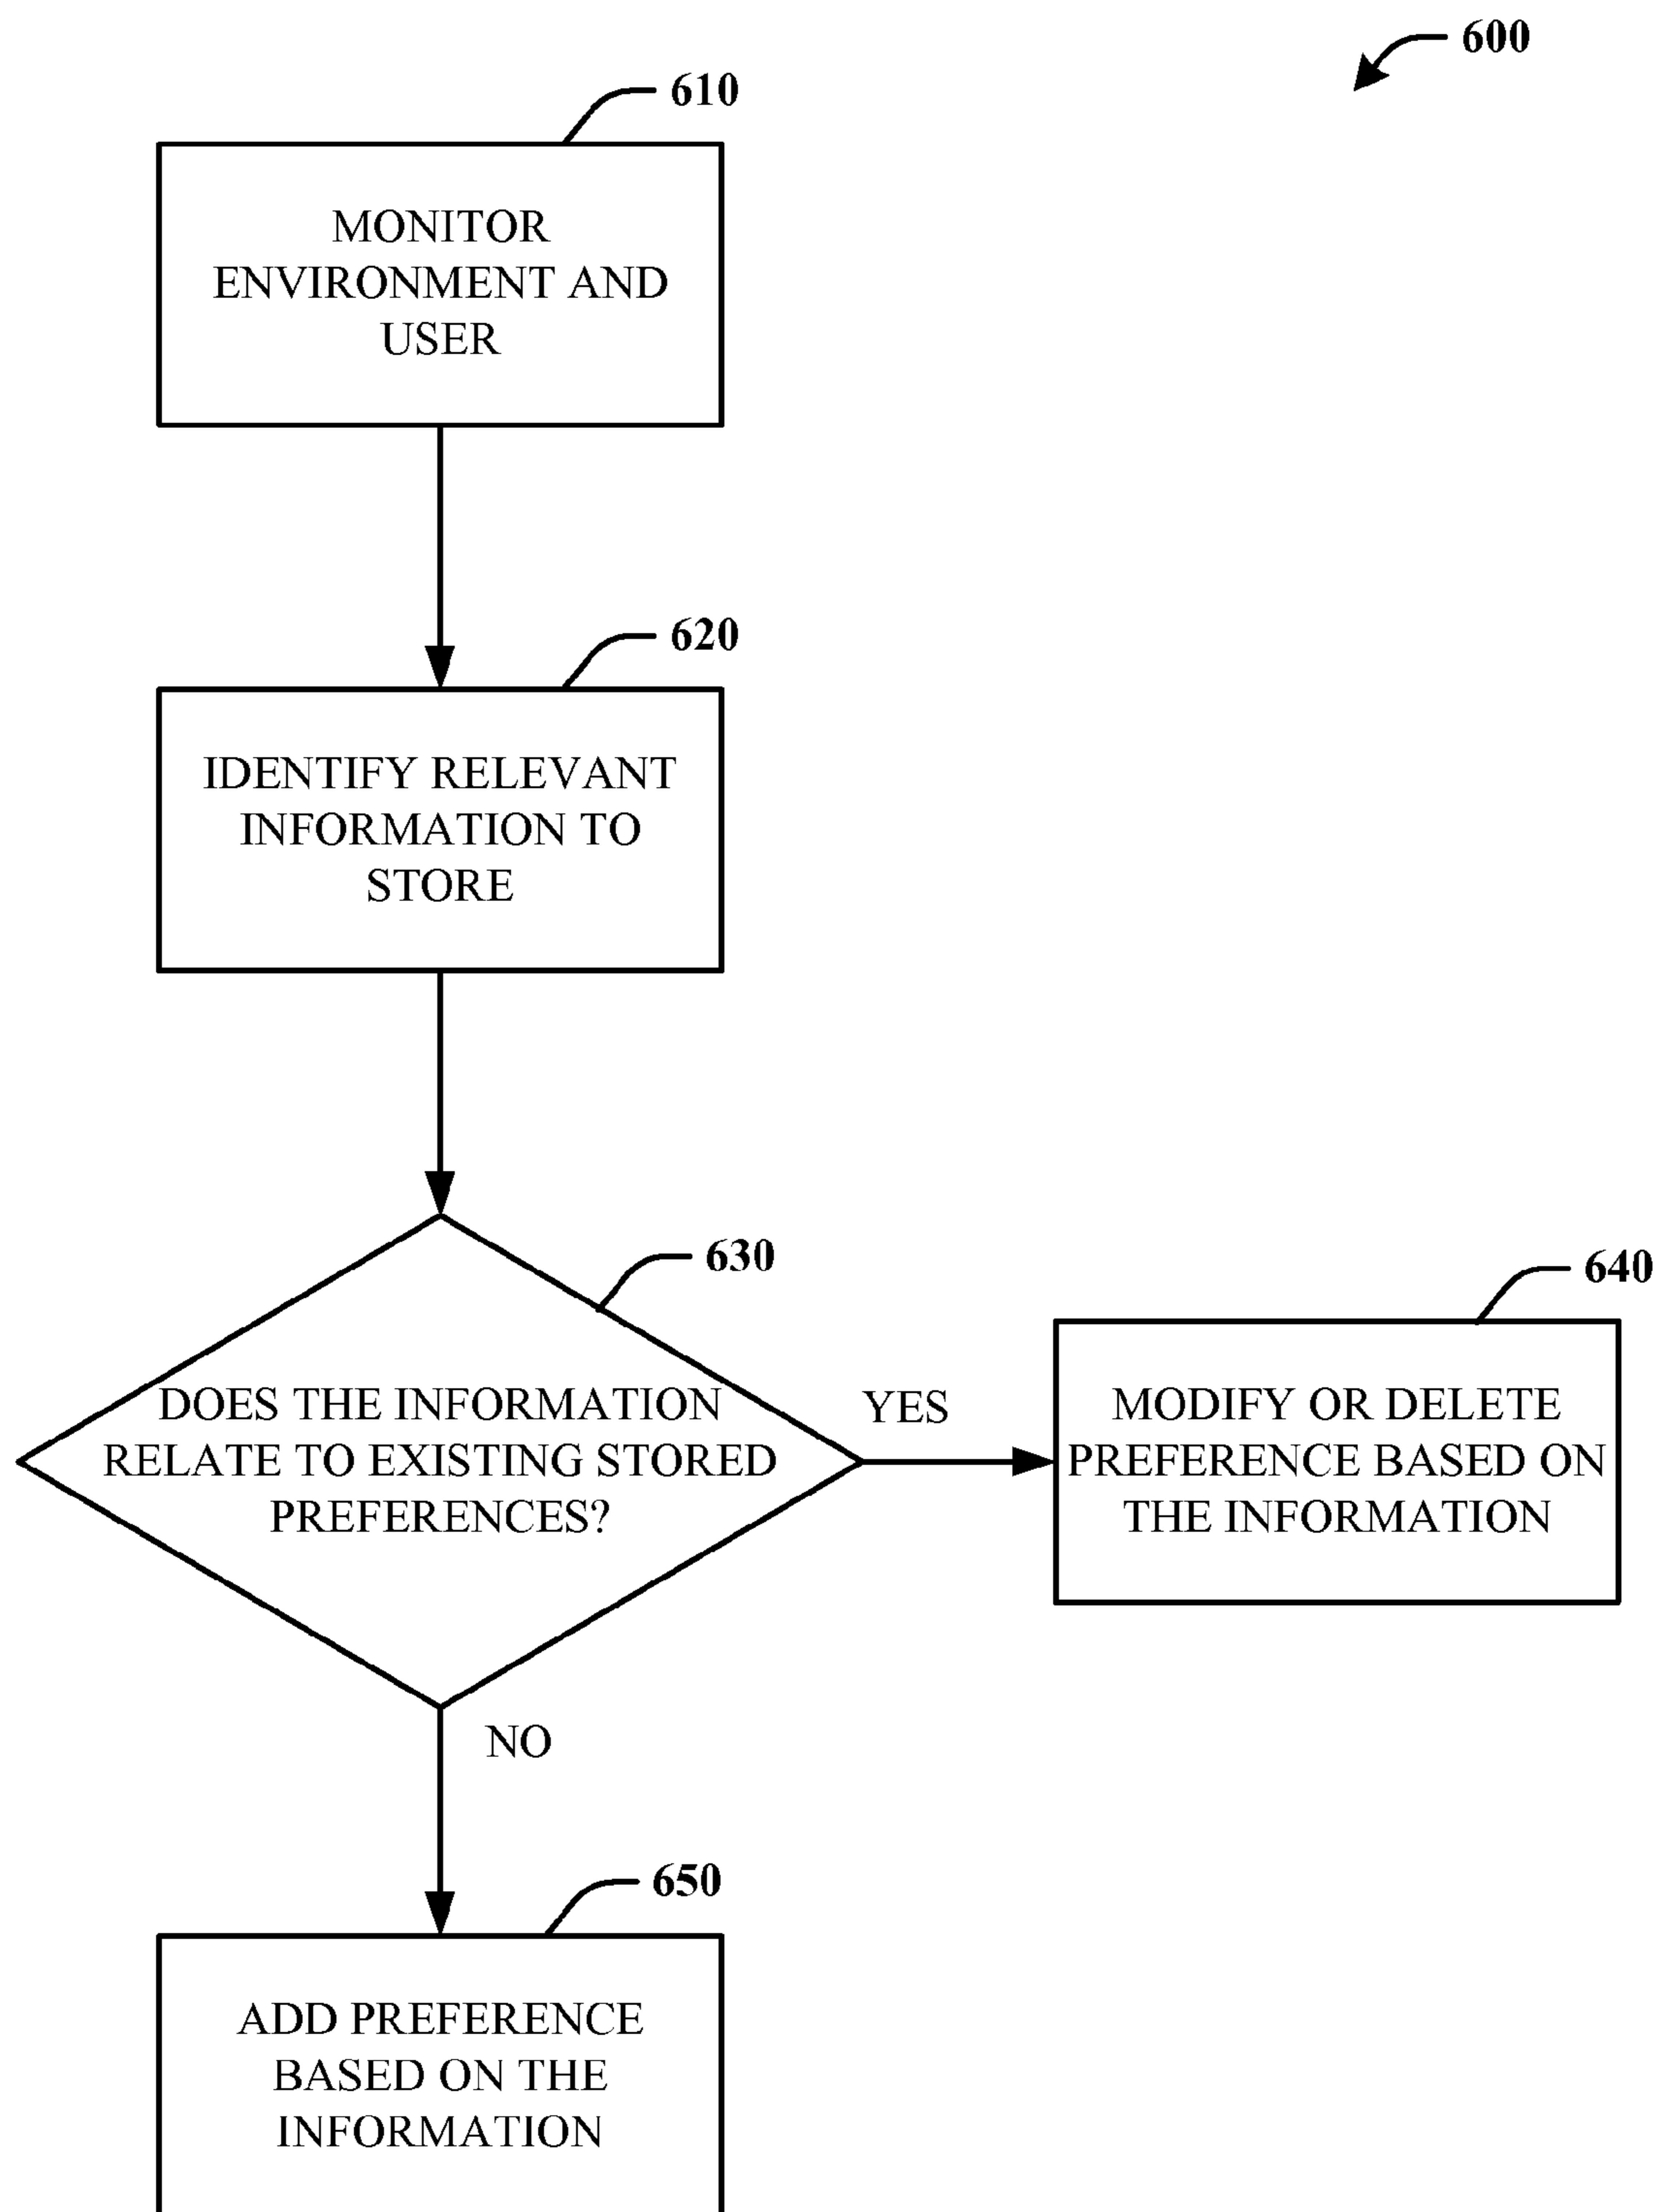 600
610
MONITOR
ENVIRONMENT AND
USER
620
IDENTIFY RELEVANT
INFORMATION TO
STORE
630
DOES THE INFORMATION
RELATE TO EXISTING STORED
PREFERENCES?
YES
640
MODIFY OR DELETE
PREFERENCE BASED ON
THE INFORMATION
NO
650
ADD PREFERENCE
BASED ON THE
INFORMATION